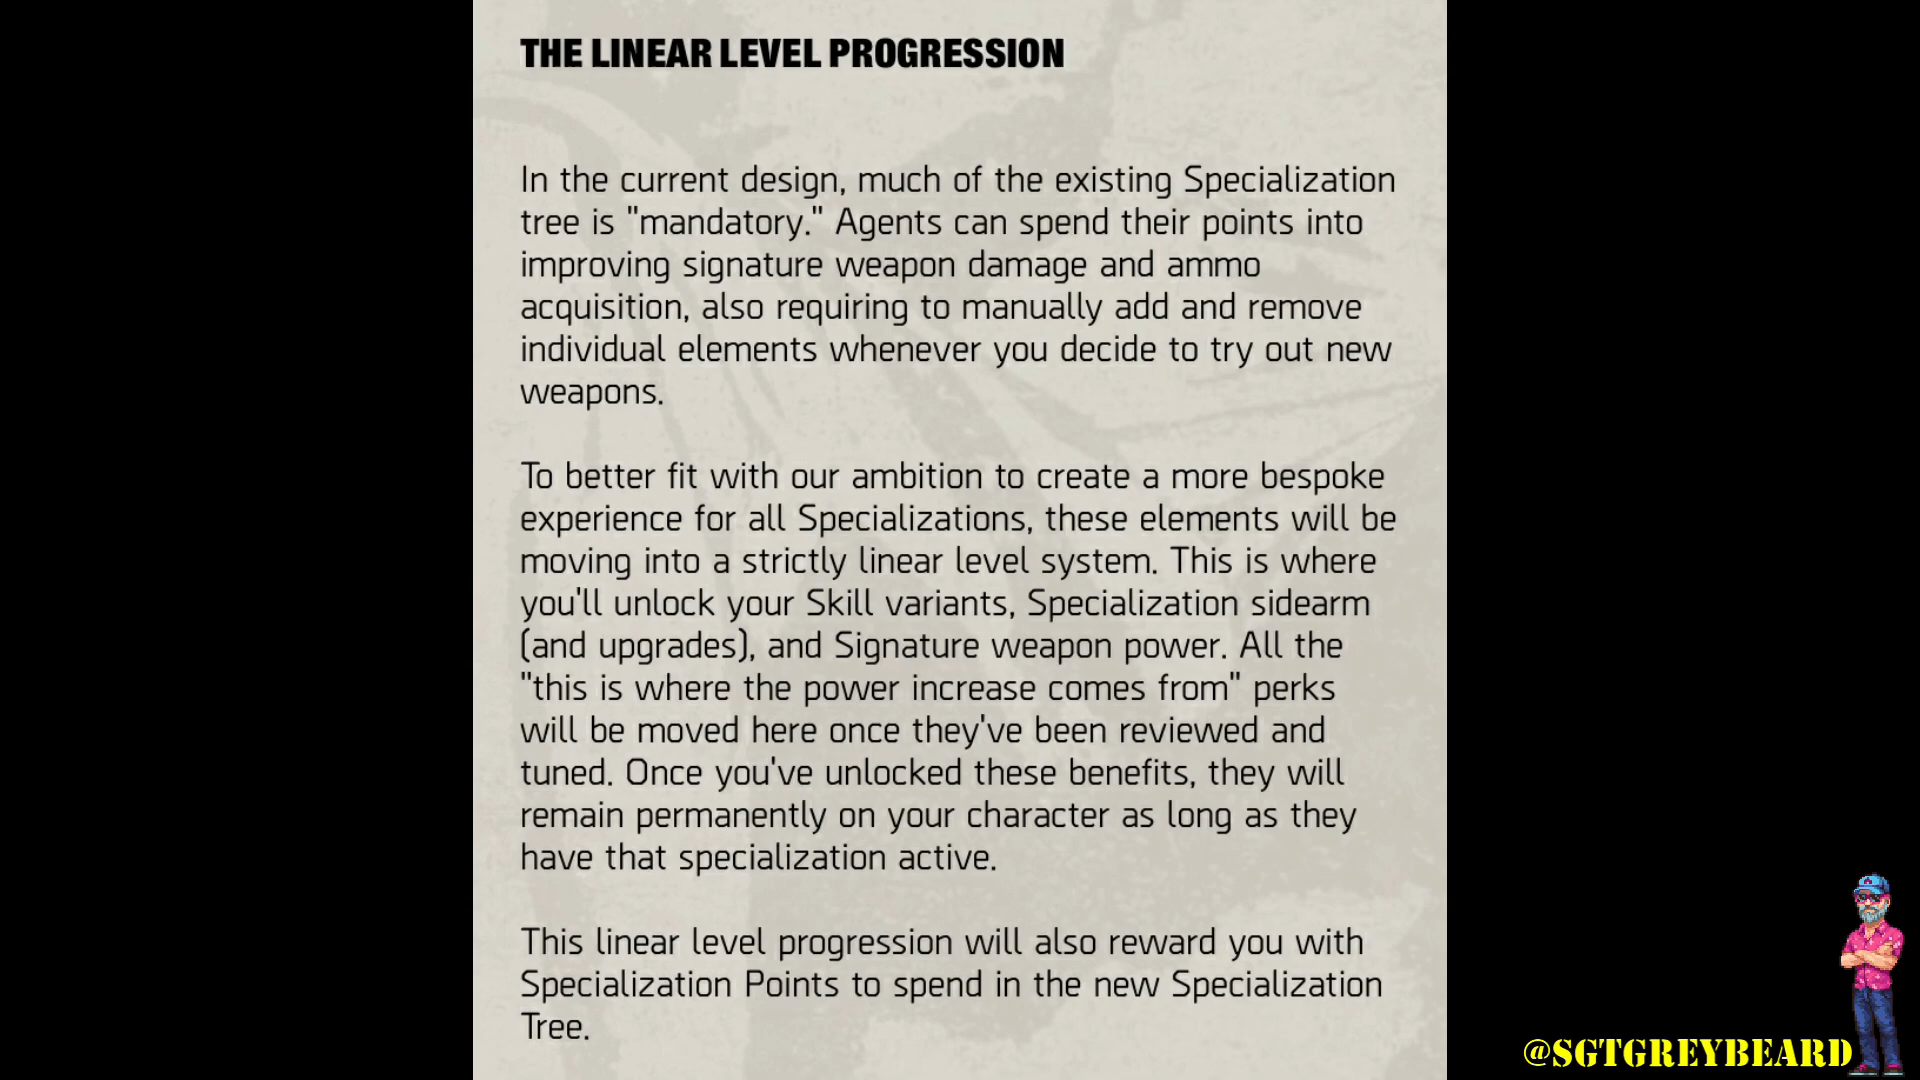 THE LINEAR LEVEL PROGRESSION
In the current design, much of the existing Specialization
tree is "mandatory." Agents can spend their points into
improving signature weapon damage and ammo
acquisition, also requiring to manually add and remove
individual elements whenever you decide to try out new
weapons.
To better fit with our ambition to create a more bespoke
experience for all Specializations, these elements will be
moving into a strictly linear level system. This is where
you'll unlock your Skill variants, Specialization sidearm
(and upgrades), and Signature weapon power. All the
"this is where the power increase comes from" perks
will be moved here once they've been reviewed and
tuned. Once you've unlocked these benefits, they will
remain permanently on your character as long as they
have that specialization active.
This linear level progression will also reward you with
Specialization Points to spend in the new Specialization
Tree.
@SGTGREYBEARD